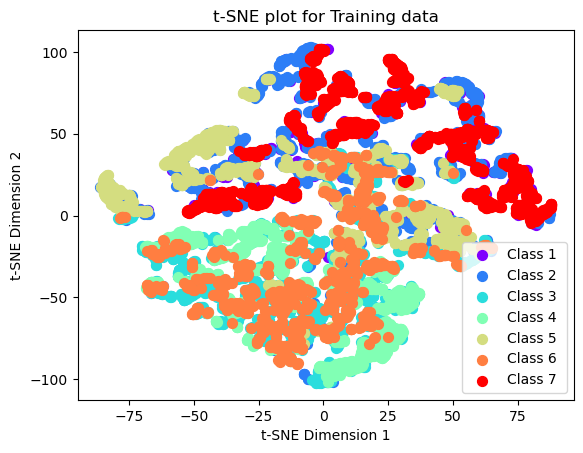 t-SNE plot for Training data
t-SNE Dimension 2
100
50
0
−50
−100
Class 1
Class 2
Class 3
Class 4
Class 5
Class 6
Class 7
−75
−50
−25
0
25
50
75
t-SNE Dimension 1